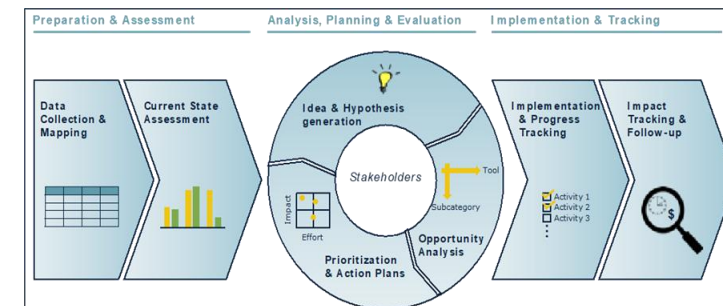 Preparation & Assessment
Analysis, Planning & Evaluation
Implementation & Tracking
Data
Collection &
Mapping
Current State
Assessment
Idea & Hypothesis
generation
Stakeholders
Tool
Subcategory
Opportunity
Analysis
Impact
Effort
Prioritization
& Action Plans
Implementation
& Progress
Tracking
Activity 1
Activity 2
Activity 3
Impact
Tracking &
Follow-up
$